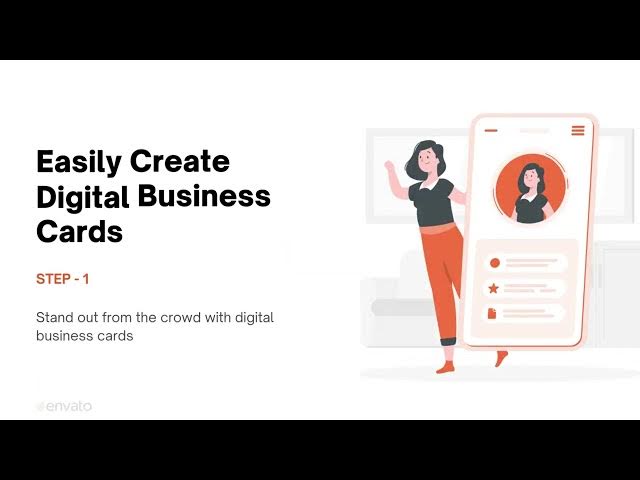 Easily Create
Digital Business
Cards
STEP - 1
Stand out from the crowd with digital
business cards
envato